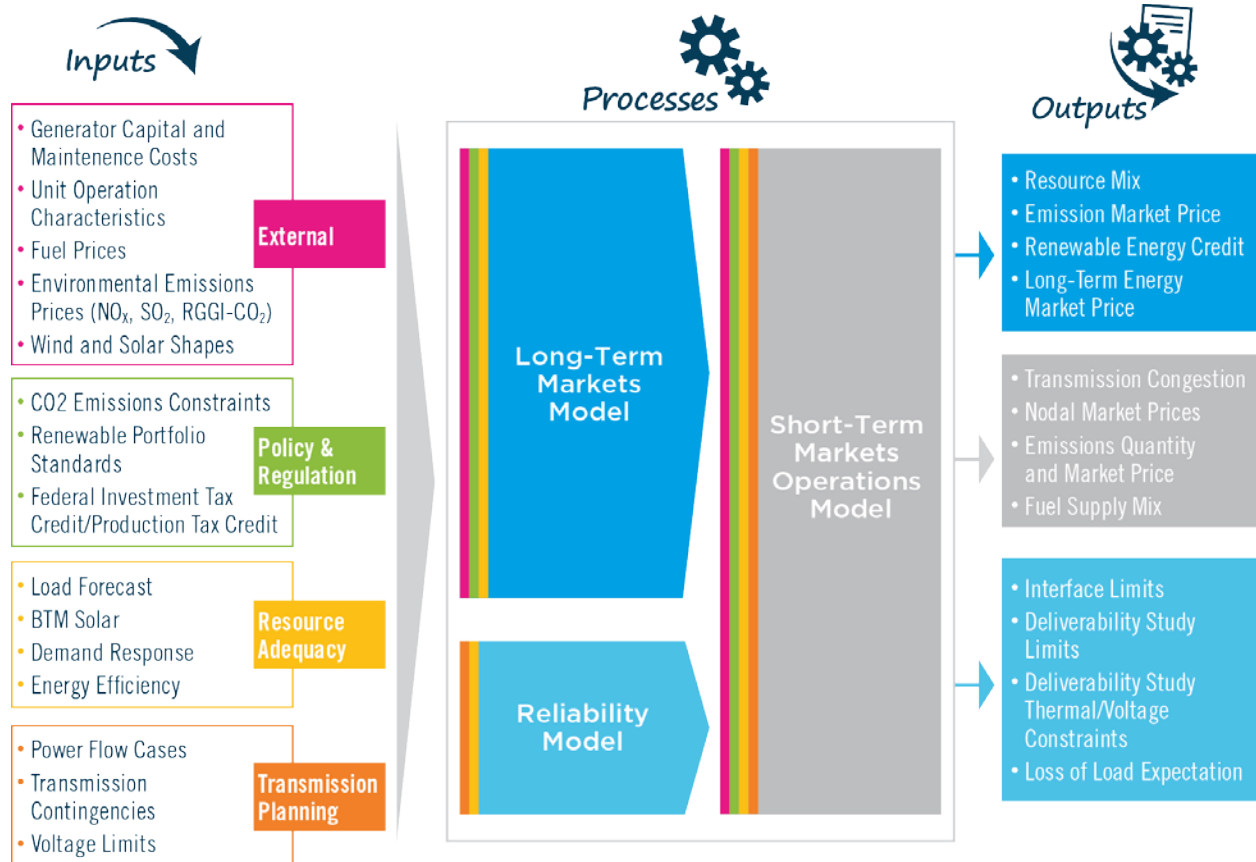 Inputs
• Generator Capital and
Maintenence Costs
• Unit Operation
Characteristics
• Fuel Prices
• Environmental Emissions
Prices (NOₓ, SO₂, RGGI-CO₂)
• Wind and Solar Shapes
External
• CO2 Emissions Constraints
• Renewable Portfolio
Standards
• Federal Investment Tax
Credit/Production Tax Credit
Policy &
Regulation
• Load Forecast
• BTM Solar
• Demand Response
• Energy Efficiency
Resource
Adequacy
• Power Flow Cases
• Transmission
Contingencies
• Voltage Limits
Transmission
Planning
Processes
Long-Term
Markets
Model
Reliability
Model
Short-Term
Markets
Operations
Model
Outputs
• Resource Mix
• Emission Market Price
• Renewable Energy Credit
• Long-Term Energy
Market Price
• Transmission Congestion
• Nodal Market Prices
• Emissions Quantity
and Market Price
• Fuel Supply Mix
• Interface Limits
• Deliverability Study
Limits
• Deliverability Study
Thermal/Voltage
Constraints
• Loss of Load Expectation